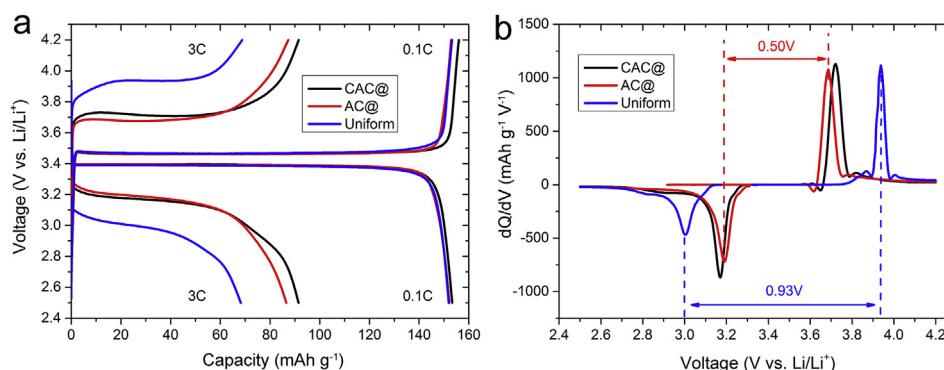 a
4.2
4.0
3.8
3.6
3.4
3.2
3.0
2.8
2.6
2.4
Voltage (V vs. Li/Li⁺)
3C
0.1C
CAC@
AC@
Uniform
3C
0.1C
0 20 40 60 80 100 120 140 160
Capacity (mAh g⁻¹)
b
1500
1000
500
0
-500
-1000
dQ/dV (mAh g⁻¹ V⁻¹)
0.50V
CAC@
AC@
Uniform
0.93V
2.4 2.6 2.8 3.0 3.2 3.4 3.6 3.8 4.0 4.2
Voltage (V vs. Li/Li⁺)